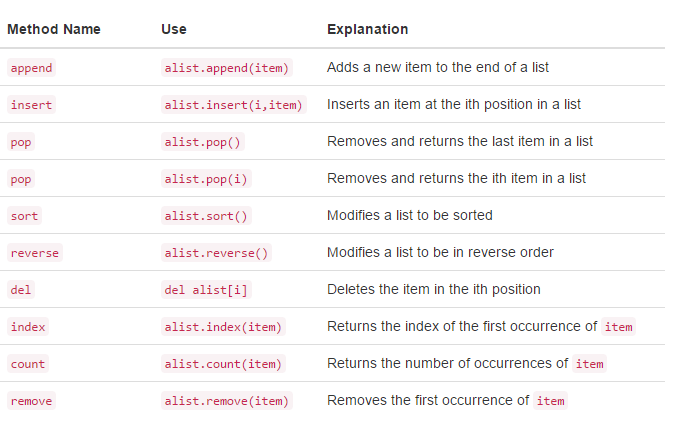 Method Name Use Explanation
append alist.append(item) Adds a new item to the end of a list
insert alist.insert(i,item) Inserts an item at the ith position in a list
pop alist.pop() Removes and returns the last item in a list
pop alist.pop(i) Removes and returns the ith item in a list
sort alist.sort() Modifies a list to be sorted
reverse alist.reverse() Modifies a list to be in reverse order
del del alist[i] Deletes the item in the ith position
index alist.index(item) Returns the index of the first occurrence of item
count alist.count(item) Returns the number of occurrences of item
remove alist.remove(item) Removes the first occurrence of item